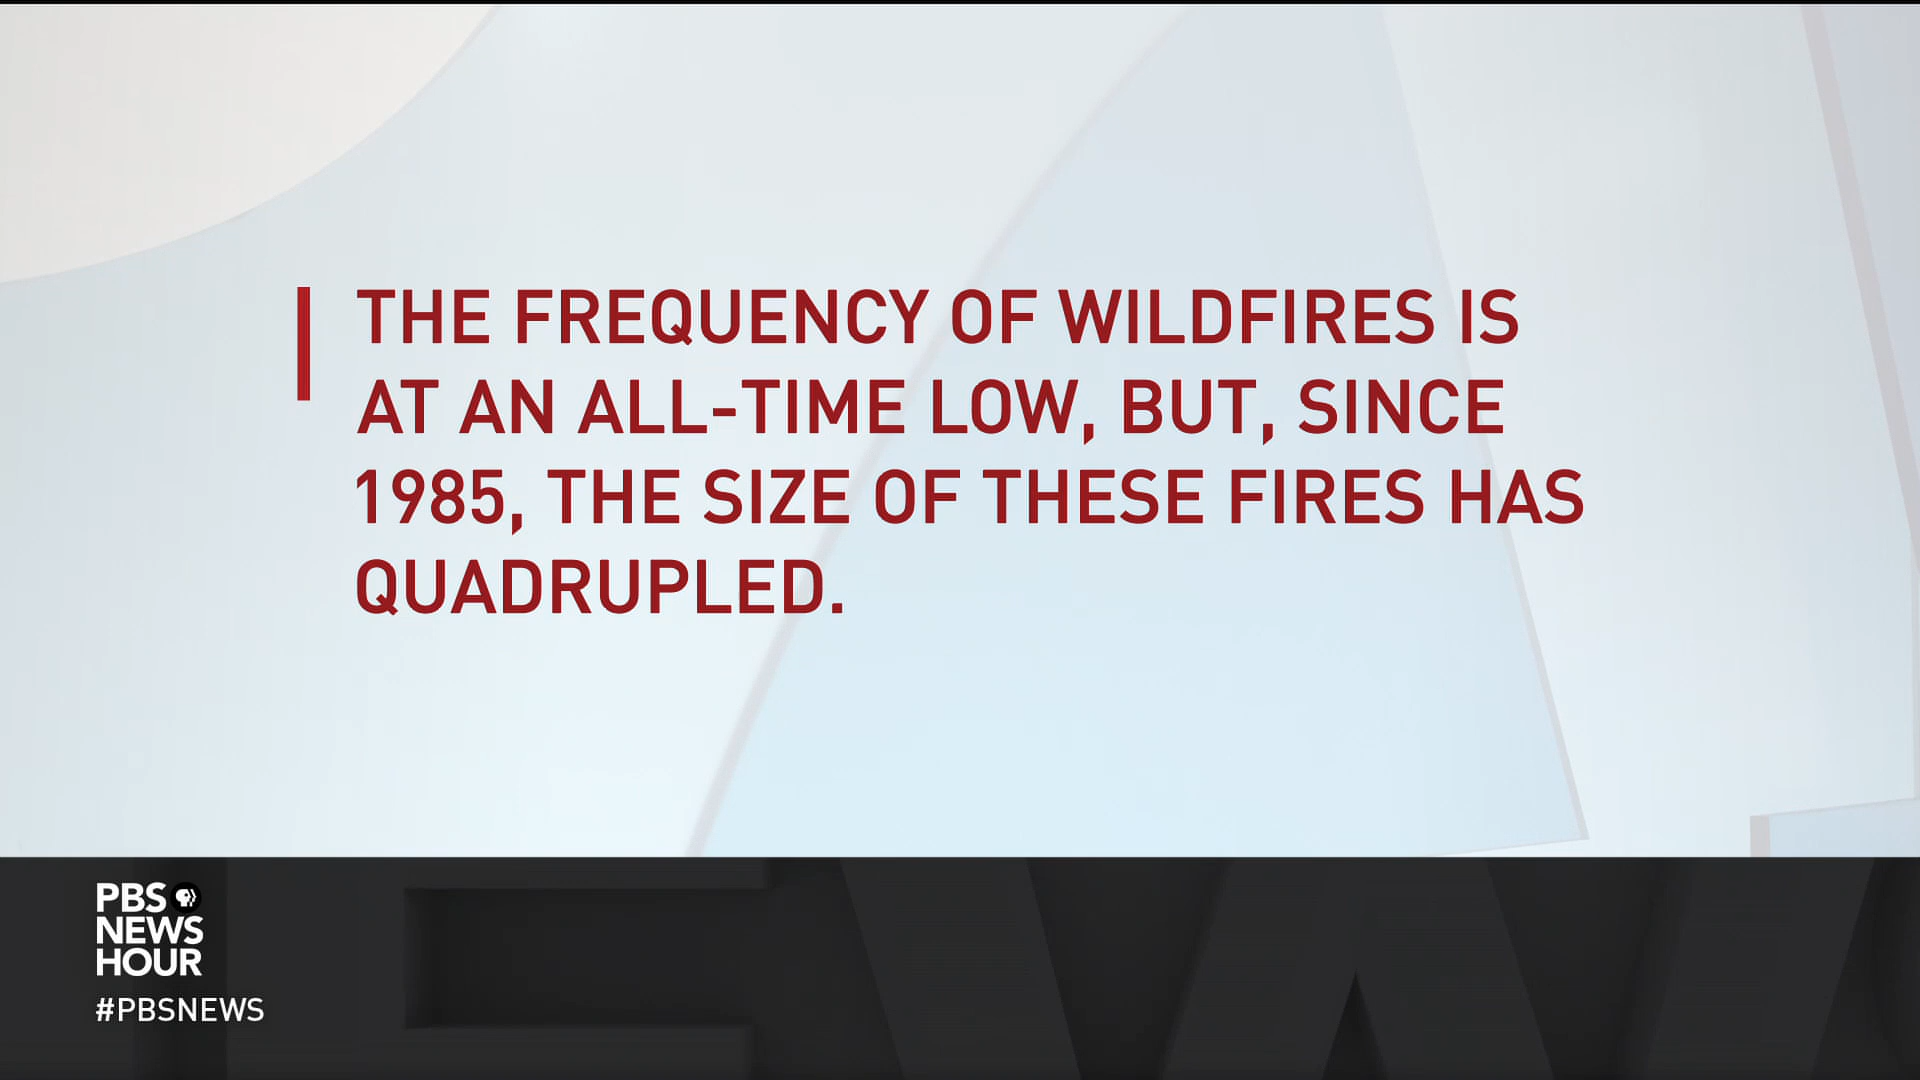 THE FREQUENCY OF WILDFIRES IS
AT AN ALL-TIME LOW, BUT, SINCE
1985, THE SIZE OF THESE FIRES HAS
QUADRUPLED.
PBS
NEWS
HOUR
#PBSNEWS